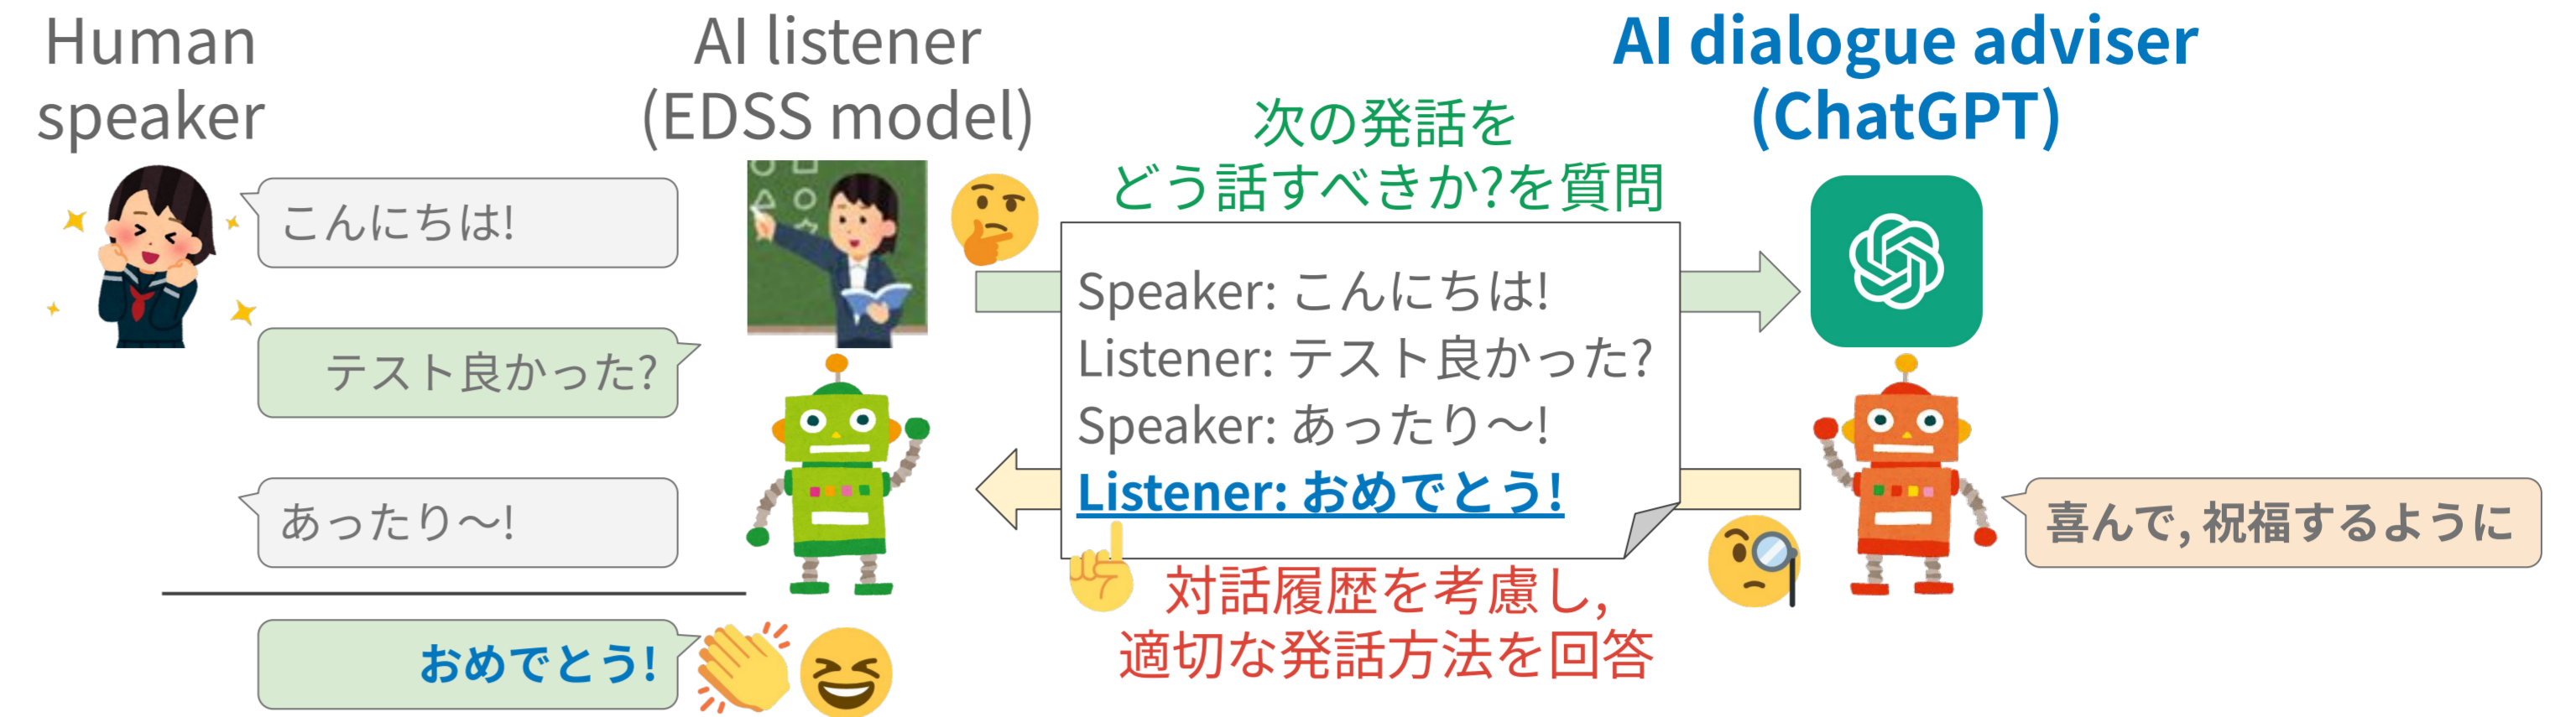 Human
speaker
AI listener
(EDSS model)
AI dialogue adviser
(ChatGPT)
こんにちは!
テスト良かった?
あったり〜!
おめでとう!
次の発話を
どう話すべきか?を質問
Speaker: こんにちは!
Listener: テスト良かった?
Speaker: あったり〜!
Listener: おめでとう!
対話履歴を考慮し,
適切な発話方法を回答
喜んで, 祝福するように